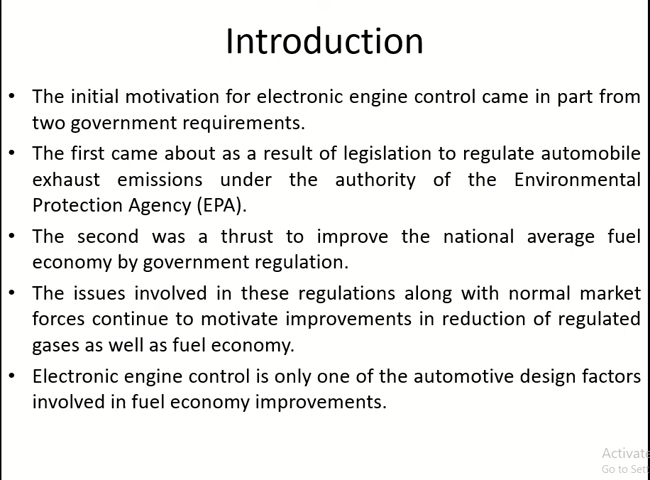 Introduction
• The initial motivation for electronic engine control came in part from
two government requirements.
• The first came about as a result of legislation to regulate automobile
exhaust emissions under the authority of the Environmental
Protection Agency (EPA).
• The second was a thrust to improve the national average fuel
economy by government regulation.
• The issues involved in these regulations along with normal market
forces continue to motivate improvements in reduction of regulated
gases as well as fuel economy.
• Electronic engine control is only one of the automotive design factors
involved in fuel economy improvements.
Activate
Go to Set